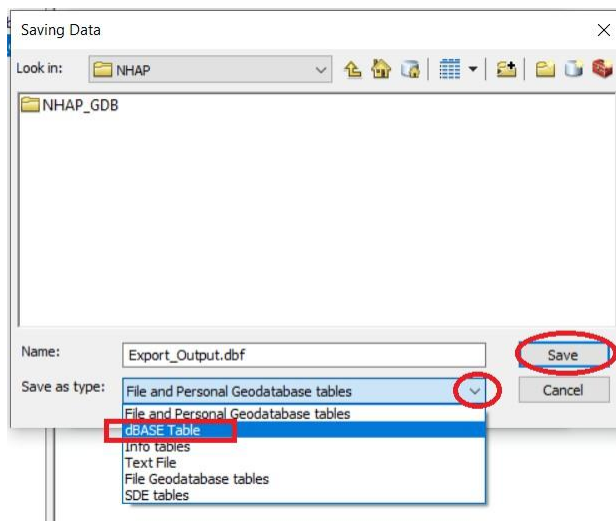 Saving Data
Look in: NHAP
NHAP_GDB
Name: Export_Output.dbf
Save
Save as type: File and Personal Geodatabase tables
Cancel
File and Personal Geodatabase tables
dBASE Table
Info tables
Text File
File Geodatabase tables
SDE tables